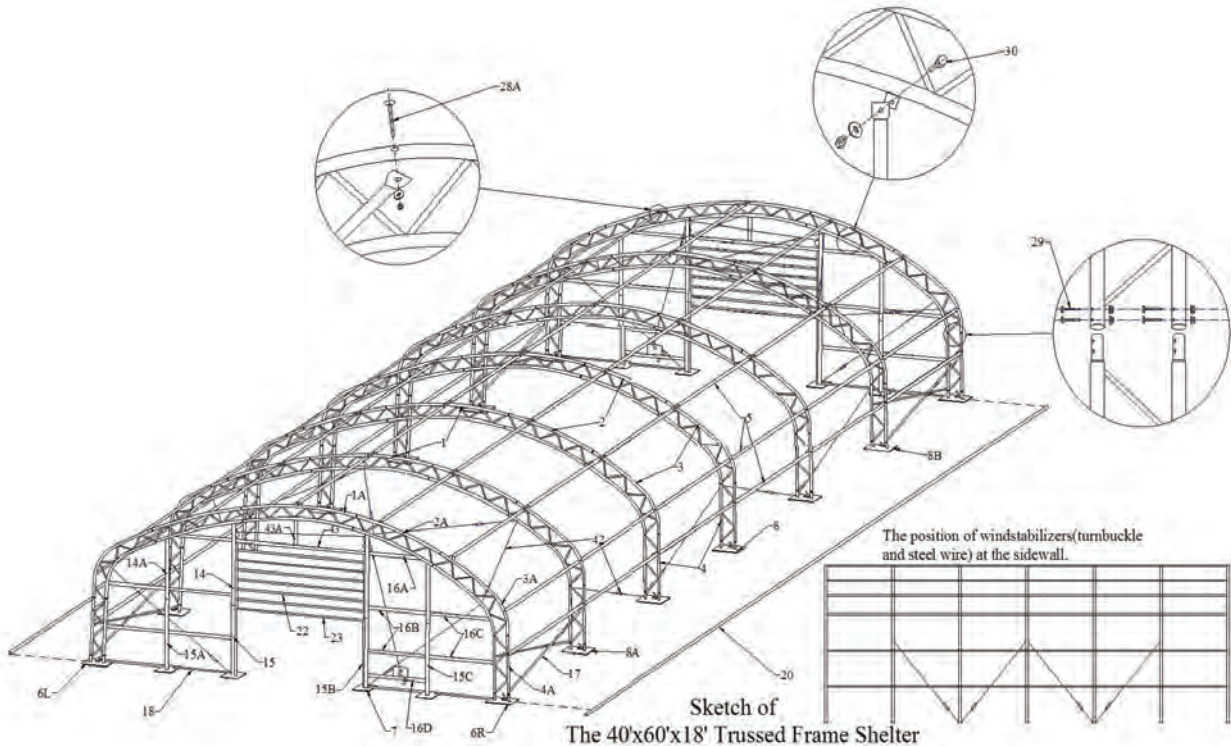 28A
30
29
1
2
3
5
8B
8
4
42
1A
2A
43A
14A
14
16A
3A
16B
16C
22
23
15A
15
15B
15C
16D
4A
17
8A
20
6L
18
7
6R
The position of windstabilizers(turnbuckle
and steel wire) at the sidewall.
Sketch of
The 40'x60'x18' Trussed Frame Shelter